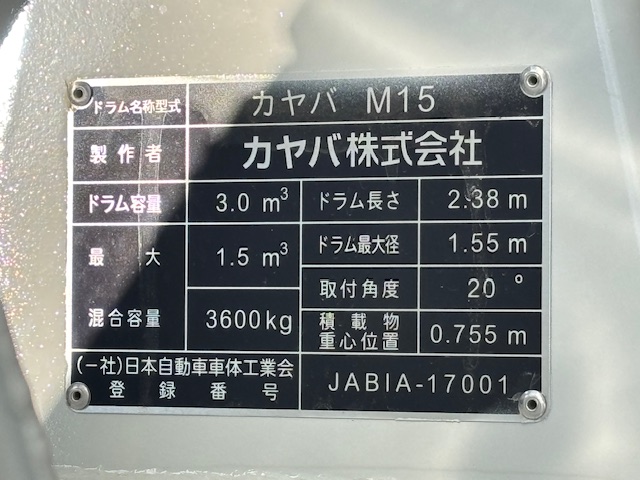 ドラム名称型式 カヤバ M15
製作者 カヤバ株式会社
ドラム容量 3.0 m³ ドラム長さ 2.38 m
最大混合容量 1.5 m³ ドラム最大径 1.55 m
取付角度 20°
3600kg 積載物重心位置 0.755 m
(一社)日本自動車車体工業会
登録番号 JABIA-17001